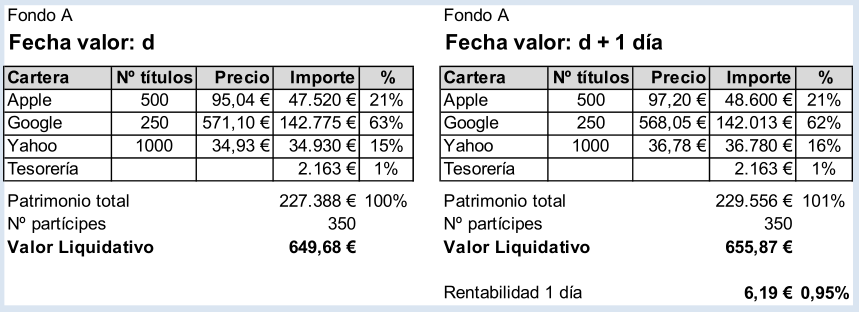 Fondo A
Fecha valor: d
Cartera Nº títulos Precio Importe %
Apple 500 95,04 € 47.520 € 21%
Google 250 571,10 € 142.775 € 63%
Yahoo 1000 34,93 € 34.930 € 15%
Tesorería 2.163 € 1%
Patrimonio total 227.388 € 100%
Nº partícipes 350
Valor Liquidativo 649,68 €
Fondo A
Fecha valor: d + 1 día
Cartera Nº títulos Precio Importe %
Apple 500 97,20 € 48.600 € 21%
Google 250 568,05 € 142.013 € 62%
Yahoo 1000 36,78 € 36.780 € 16%
Tesorería 2.163 € 1%
Patrimonio total 229.556 € 101%
Nº partícipes 350
Valor Liquidativo 655,87 €
Rentabilidad 1 día 6,19 € 0,95%